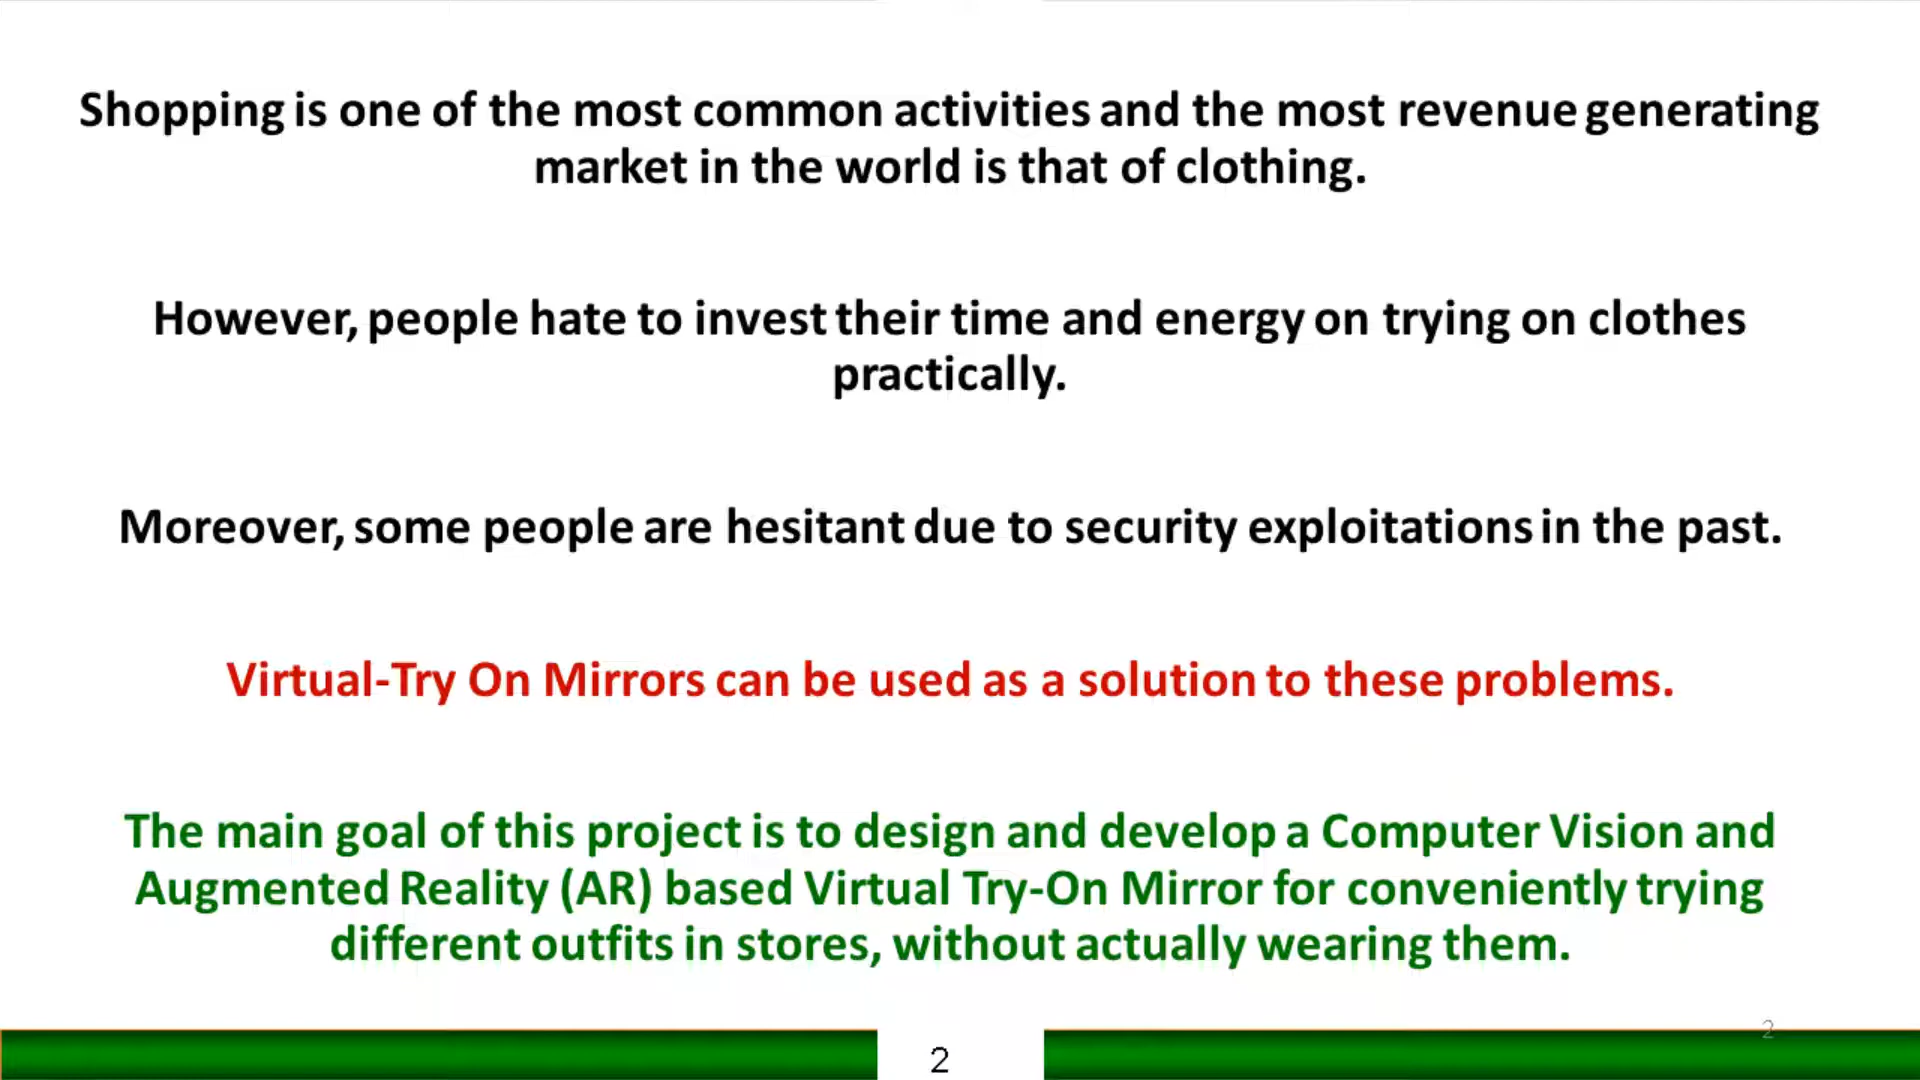 Shopping is one of the most common activities and the most revenue generating
market in the world is that of clothing.
However, people hate to invest their time and energy on trying on clothes
practically.
Moreover, some people are hesitant due to security exploitations in the past.
Virtual-Try On Mirrors can be used as a solution to these problems.
The main goal of this project is to design and develop a Computer Vision and
Augmented Reality (AR) based Virtual Try-On Mirror for conveniently trying
different outfits in stores, without actually wearing them.
2
2